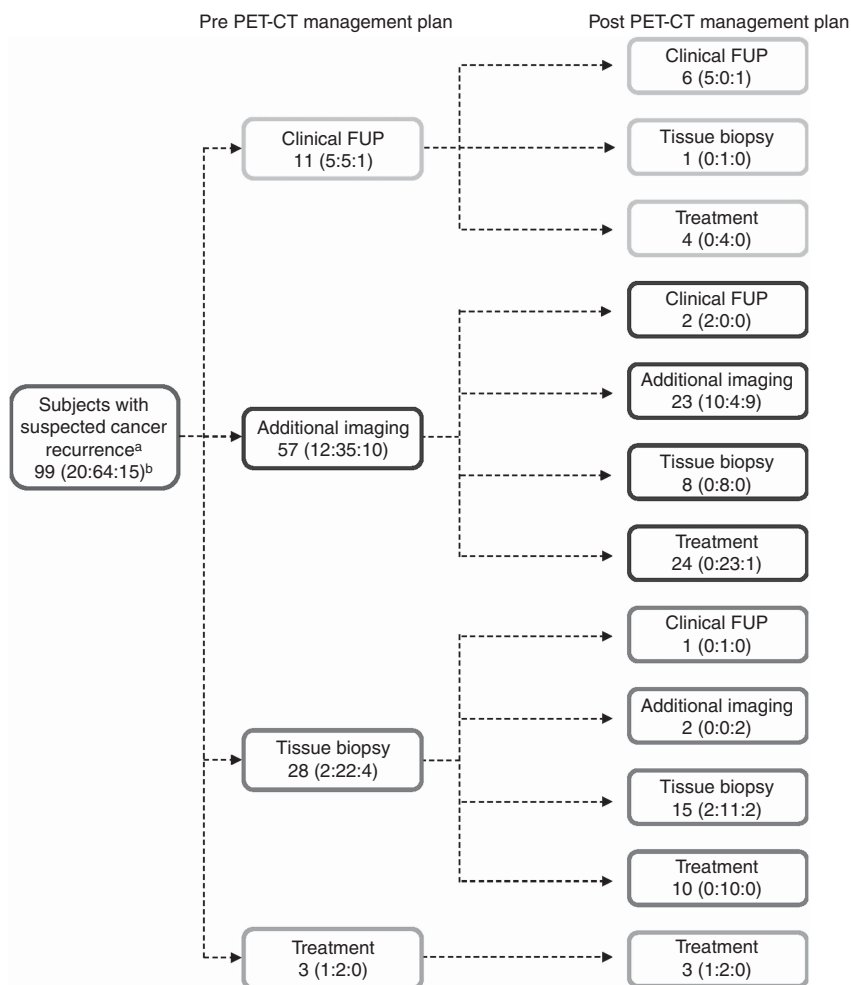 Pre PET-CT management plan
Post PET-CT management plan
Subjects with
suspected cancer
recurrenceᵃ
99 (20:64:15)ᵇ
Clinical FUP
11 (5:5:1)
Clinical FUP
6 (5:0:1)
Tissue biopsy
1 (0:1:0)
Treatment
4 (0:4:0)
Additional imaging
57 (12:35:10)
Clinical FUP
2 (2:0:0)
Additional imaging
23 (10:4:9)
Tissue biopsy
8 (0:8:0)
Treatment
24 (0:23:1)
Tissue biopsy
28 (2:22:4)
Clinical FUP
1 (0:1:0)
Additional imaging
2 (0:0:2)
Tissue biopsy
15 (2:11:2)
Treatment
10 (0:10:0)
Treatment
3 (1:2:0)
Treatment
3 (1:2:0)